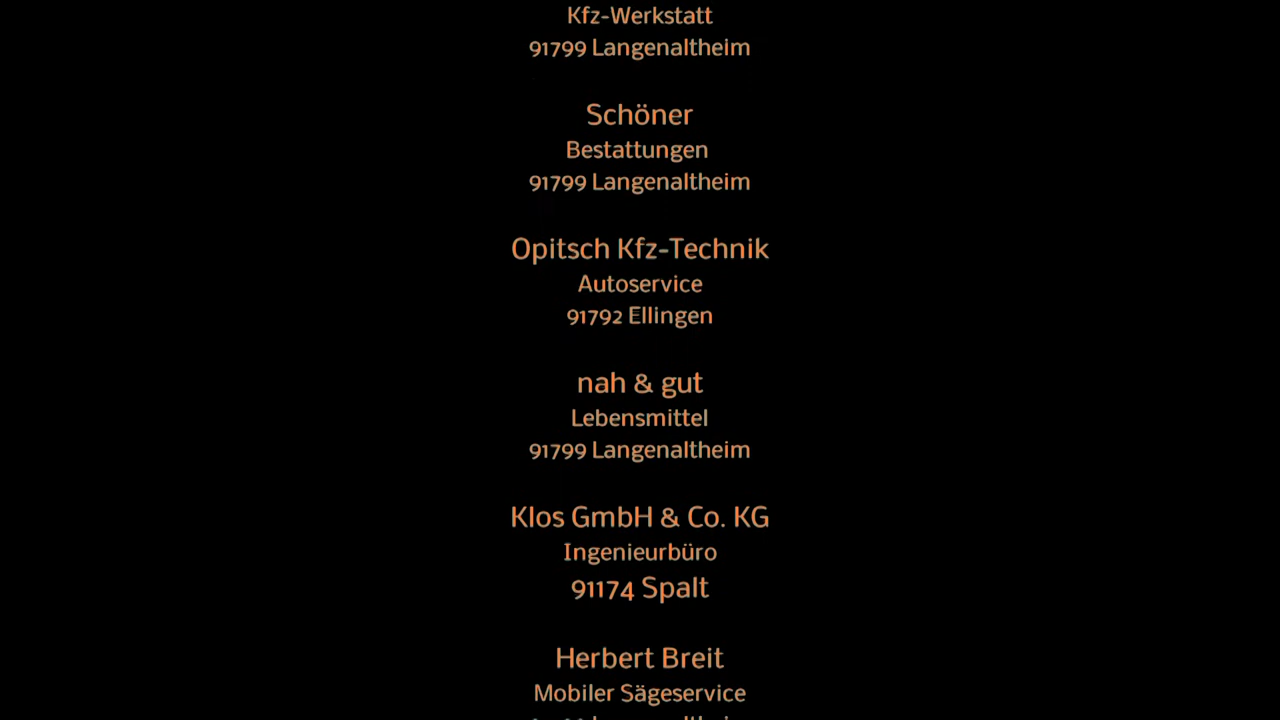 Kfz-Werkstatt
91799 Langenaltheim
Schöner
Bestattungen
91799 Langenaltheim
Opitsch Kfz-Technik
Autoservice
91792 Ellingen
nah & gut
Lebensmittel
91799 Langenaltheim
Klos GmbH & Co. KG
Ingenieurbüro
91174 Spalt
Herbert Breit
Mobiler Sägeservice